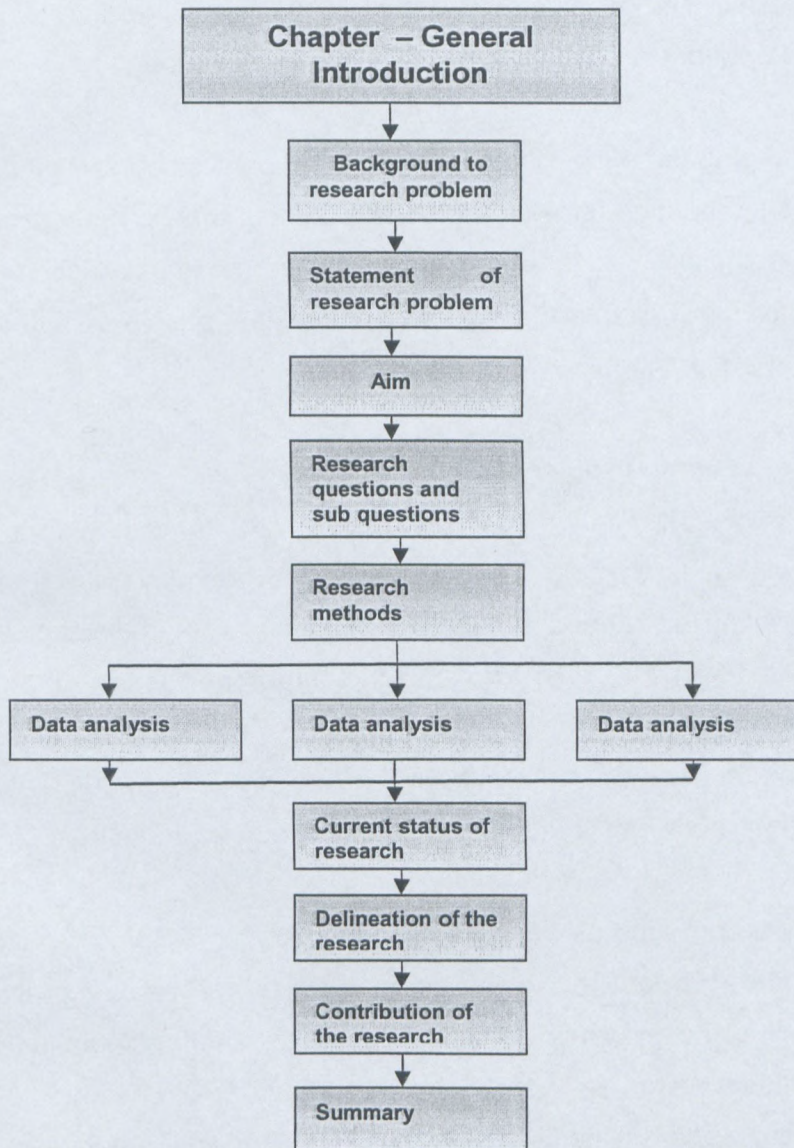 Chapter – General
Introduction
Background to
research problem
Statement of
research problem
Aim
Research
questions and
sub questions
Research
methods
Data analysis
Data analysis
Data analysis
Current status of
research
Delineation of the
research
Contribution of
the research
Summary